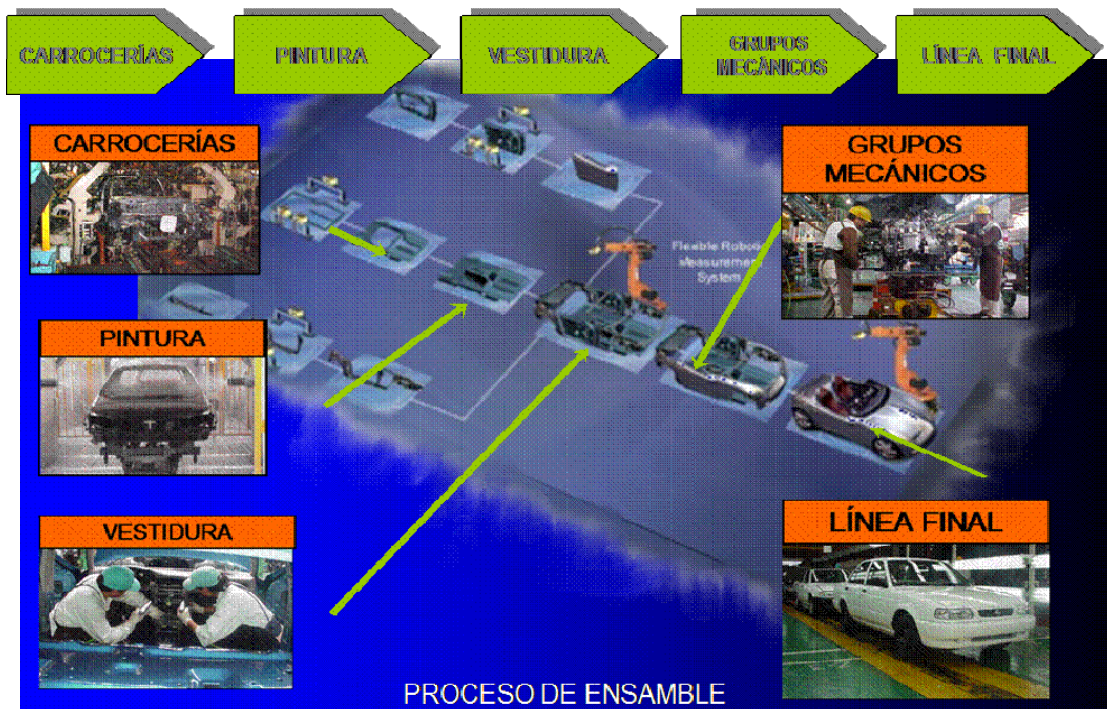 CARROCERÍAS
PINTURA
VESTIDURA
GRUPOS
MECÁNICOS
LÍNEA FINAL
CARROCERÍAS
GRUPOS
MECÁNICOS
Flexible Robotic
Measurement
System
PINTURA
VESTIDURA
LÍNEA FINAL
PROCESO DE ENSAMBLE